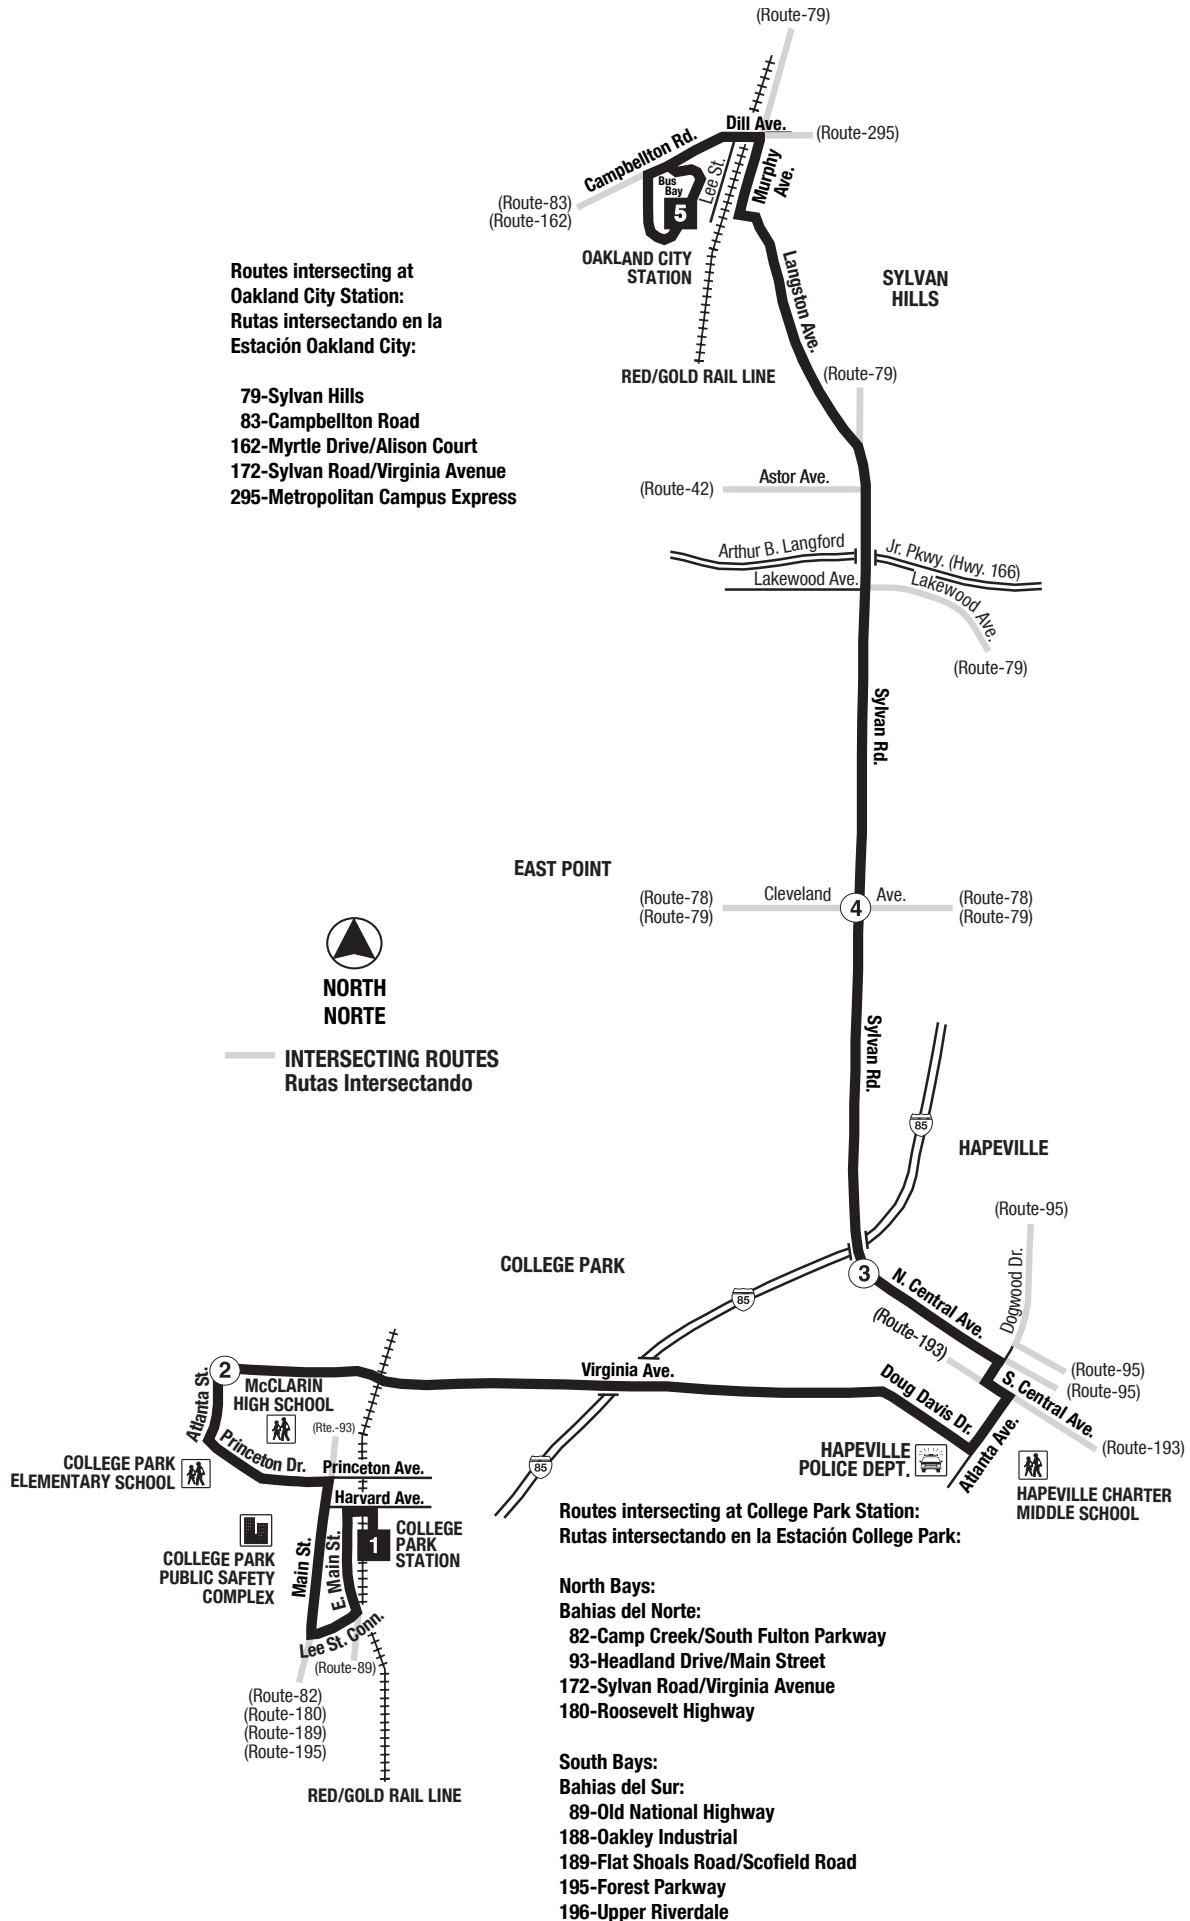 (Route-79)
Dill Ave.
(Route-295)
Campbellton Rd.
Lee St.
Murphy
Ave.
Bus
Bay
5
(Route-83)
(Route-162)
OAKLAND CITY
STATION
Langston Ave.
SYLVAN
HILLS
Routes intersecting at
Oakland City Station:
Rutas intersectando en la
Estación Oakland City:
79-Sylvan Hills
83-Campbellton Road
162-Myrtle Drive/Alison Court
172-Sylvan Road/Virginia Avenue
295-Metropolitan Campus Express
RED/GOLD RAIL LINE
(Route-79)
(Route-42)
Astor Ave.
Arthur B. Langford
Jr. Pkwy. (Hwy. 166)
Lakewood Ave.
Lakewood Ave.
(Route-79)
Sylvan Rd.
EAST POINT
(Route-78)
(Route-79)
Cleveland
4
Ave.
(Route-78)
(Route-79)
NORTH
NORTE
INTERSECTING ROUTES
Rutas Intersectando
Sylvan Rd.
85
HAPEVILLE
(Route-95)
Dogwood Dr.
COLLEGE PARK
3
N. Central Ave.
85
(Route-193)
(Route-95)
(Route-95)
S. Central Ave.
(Route-193)
Virginia Ave.
Doug Davis Dr.
Atlanta Ave.
2
Atlanta St.
McCLARIN
HIGH SCHOOL
(Rte.-93)
Princeton Dr.
Princeton Ave.
COLLEGE PARK
ELEMENTARY SCHOOL
85
HAPEVILLE
POLICE DEPT.
HAPEVILLE CHARTER
MIDDLE SCHOOL
Harvard Ave.
1
COLLEGE
PARK
STATION
COLLEGE PARK
PUBLIC SAFETY
COMPLEX
Main St.
E. Main St.
Lee St. Conn.
(Route-89)
(Route-82)
(Route-180)
(Route-189)
(Route-195)
RED/GOLD RAIL LINE
Routes intersecting at College Park Station:
Rutas intersectando en la Estación College Park:
North Bays:
Bahias del Norte:
82-Camp Creek/South Fulton Parkway
93-Headland Drive/Main Street
172-Sylvan Road/Virginia Avenue
180-Roosevelt Highway
South Bays:
Bahias del Sur:
89-Old National Highway
188-Oakley Industrial
189-Flat Shoals Road/Scofield Road
195-Forest Parkway
196-Upper Riverdale